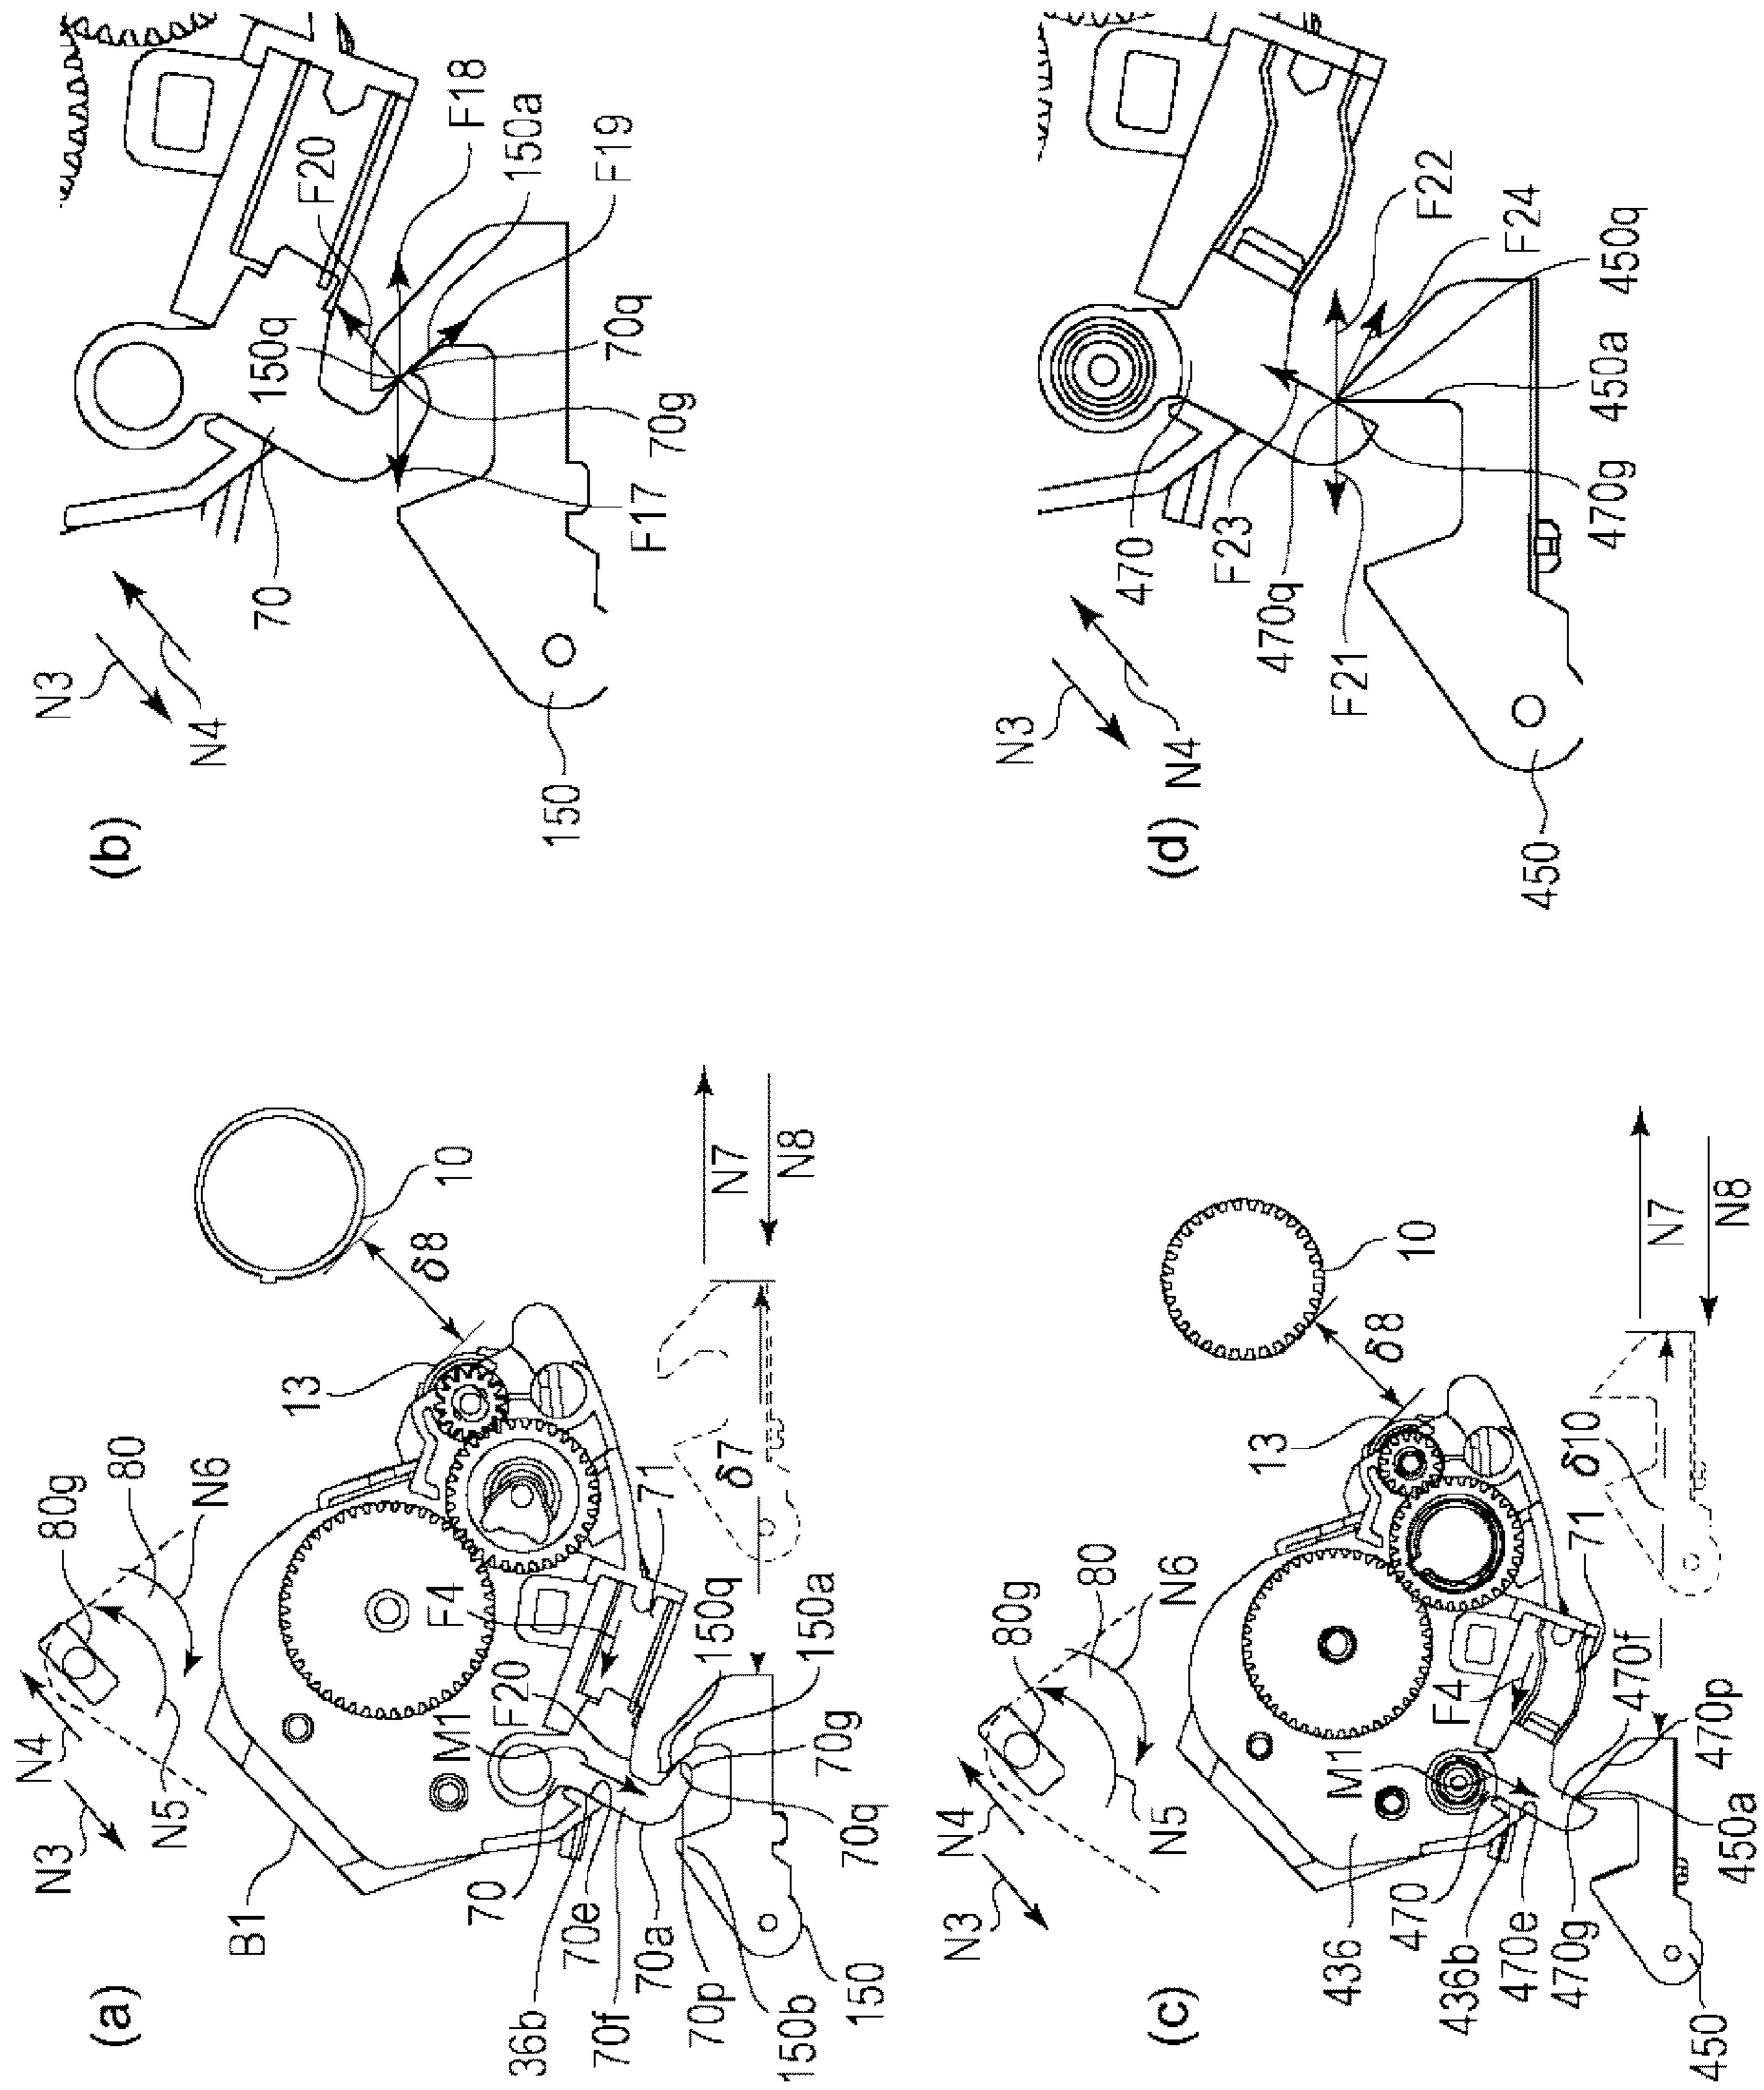 (a)
N3
N4
N5
80g
80
N6
B1
10
δ8
13
F4
71
M1
F20
70
36b
70e
70f
70a
70p
150b
150
70q
70g
150a
150q
δ7
N7
N8
(b)
N3
N4
70
150q
F20
F18
150a
F19
70q
70g
F17
150
(c)
N3
N4
N5
80g
80
N6
10
δ8
13
F4
71
M1
436
470
436b
470e
470g
450
450a
470p
470f
δ10
N7
N8
(d)
N3
N4
470
F23
470q
F21
F22
F24
450q
450a
470g
450